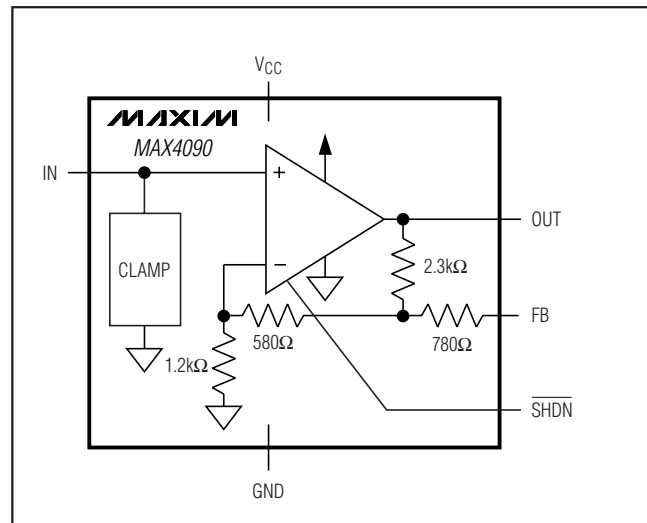 VCC
MAXIM
MAX4090
IN
+
OUT
CLAMP
−
2.3kΩ
580Ω
780Ω
FB
1.2kΩ
SHDN
GND